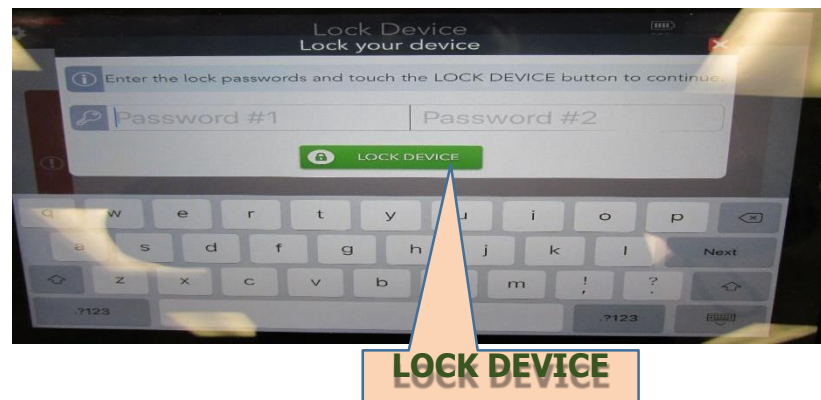 Lock Device
Lock your device
Enter the lock passwords and touch the LOCK DEVICE button to continue.
Password #1 Password #2
LOCK DEVICE
q w e r t y u i o p
a s d f g h j k l Next
z x c v b m ! , ? .
.?123 .?123
LOCK DEVICE